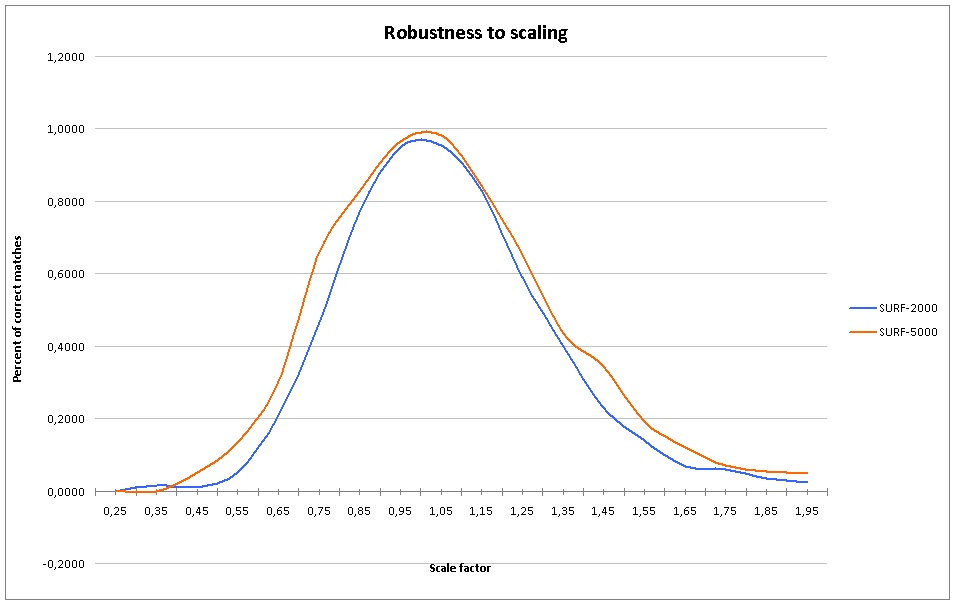 Robustness to scaling
1,2000
1,0000
0,8000
0,6000
0,4000
0,2000
0,0000
-0,2000
Percent of correct matches
0,25 0,35 0,45 0,55 0,65 0,75 0,85 0,95 1,05 1,15 1,25 1,35 1,45 1,55 1,65 1,75 1,85 1,95
Scale factor
SURF-2000
SURF-5000